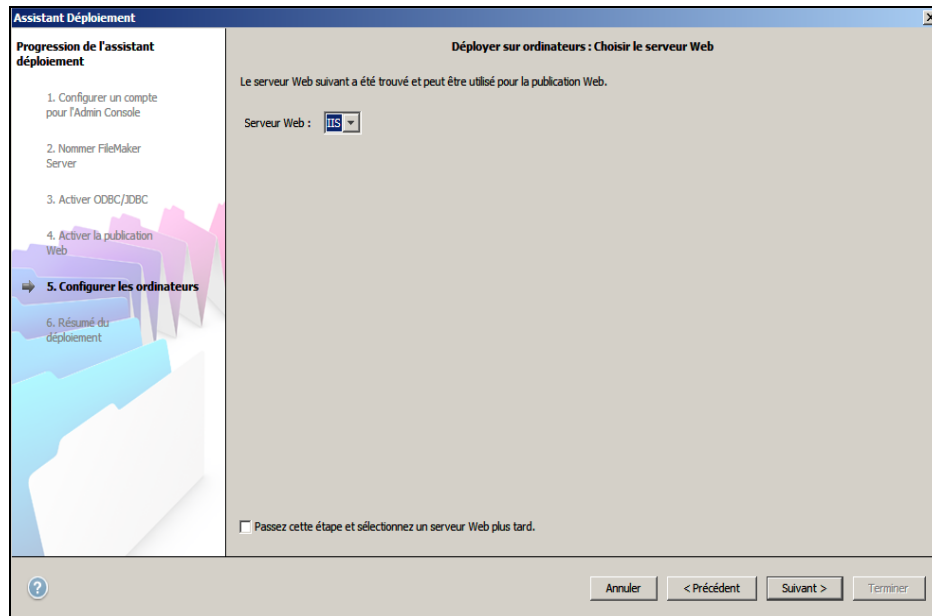 Assistant Déploiement
Progression de l'assistant
déploiement
1. Configurer un compte
pour l'Admin Console
2. Nommer FileMaker
Server
3. Activer ODBC/JDBC
4. Activer la publication
Web
5. Configurer les ordinateurs
6. Résumé du
déploiement
Déployer sur ordinateurs : Choisir le serveur Web
Le serveur Web suivant a été trouvé et peut être utilisé pour la publication Web.
Serveur Web : IIS
Passez cette étape et sélectionnez un serveur Web plus tard.
? Annuler < Précédent Suivant > Terminer